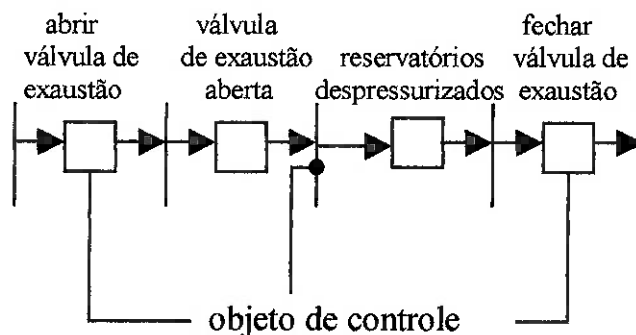 abrir
válvula de
exaustão
válvula
de exaustão
aberta
reservatórios
despressurizados
fechar
válvula de
exaustão
objeto de controle